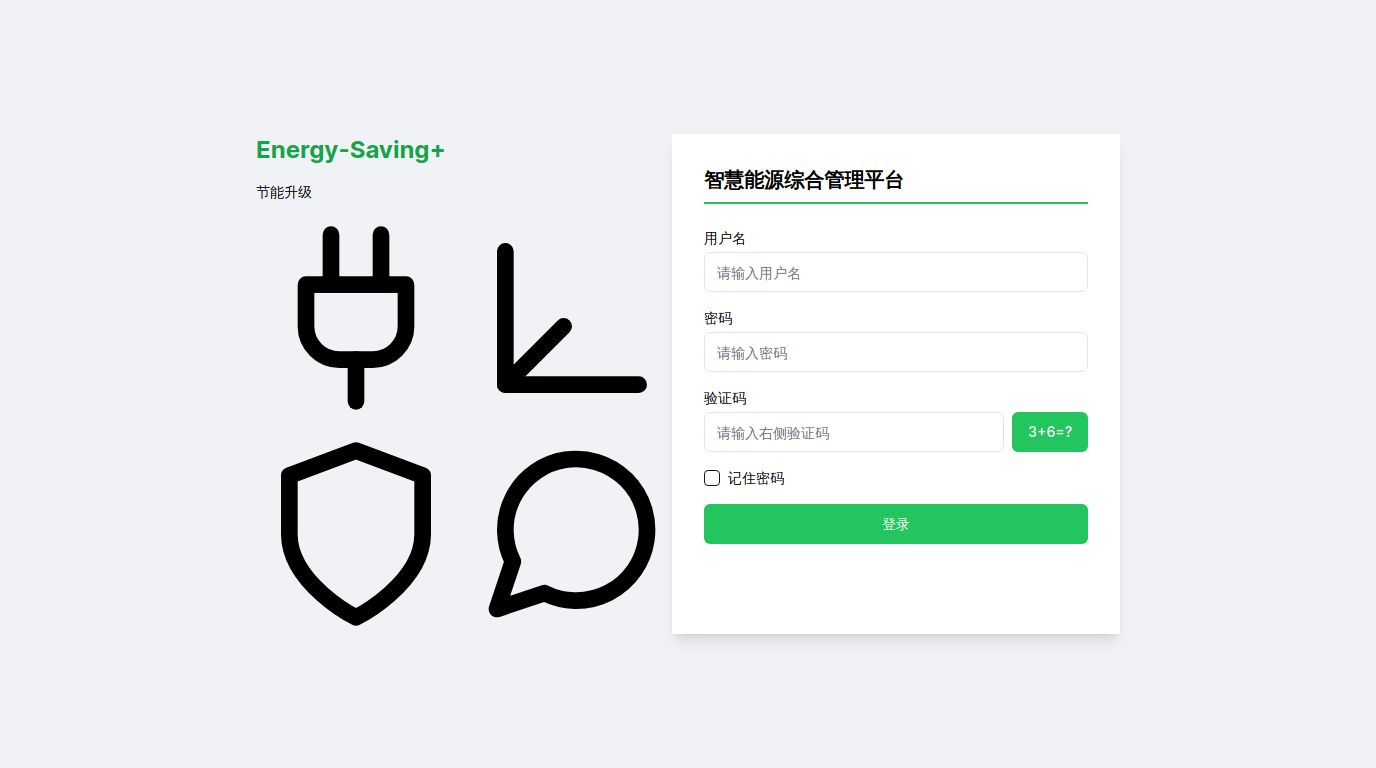 Energy-Saving+
节能升级
智慧能源综合管理平台
用户名
请输入用户名
密码
请输入密码
验证码
请输入右侧验证码
3+6=?
记住密码
登录